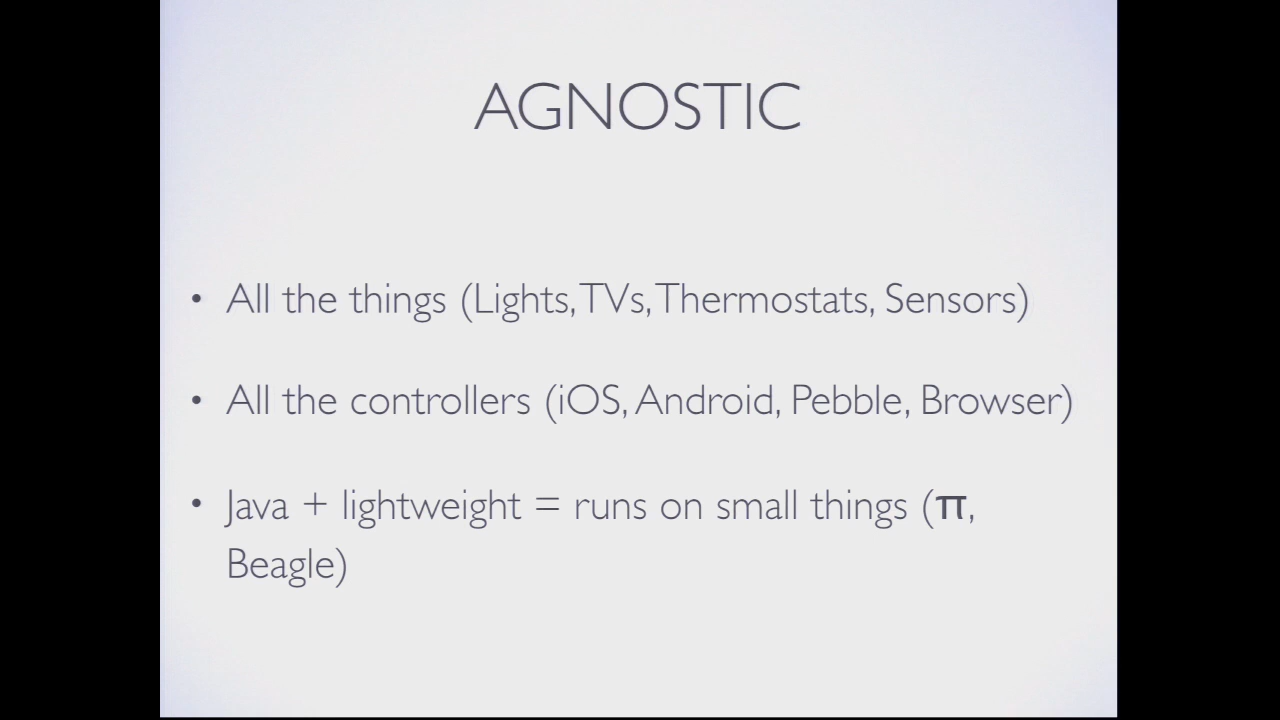 AGNOSTIC
• All the things (Lights, TVs, Thermostats, Sensors)
• All the controllers (iOS, Android, Pebble, Browser)
• Java + lightweight = runs on small things (π,
Beagle)